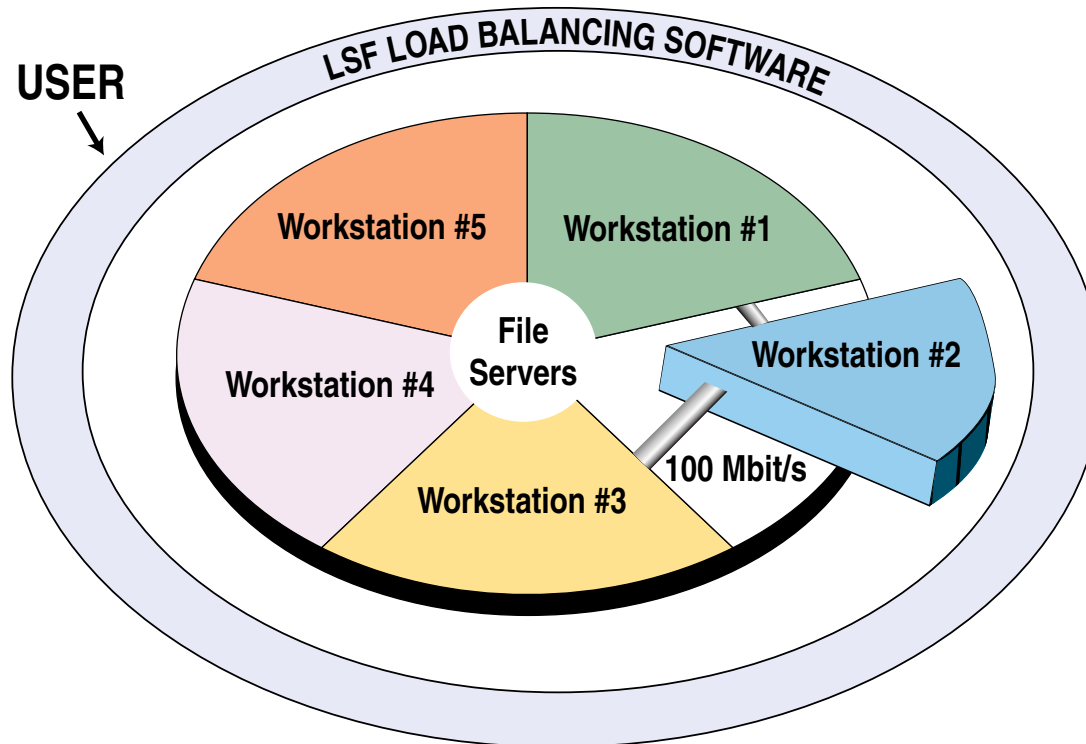 LSF LOAD BALANCING SOFTWARE
USER
Workstation #5
Workstation #1
File
Servers
Workstation #2
Workstation #4
100 Mbit/s
Workstation #3